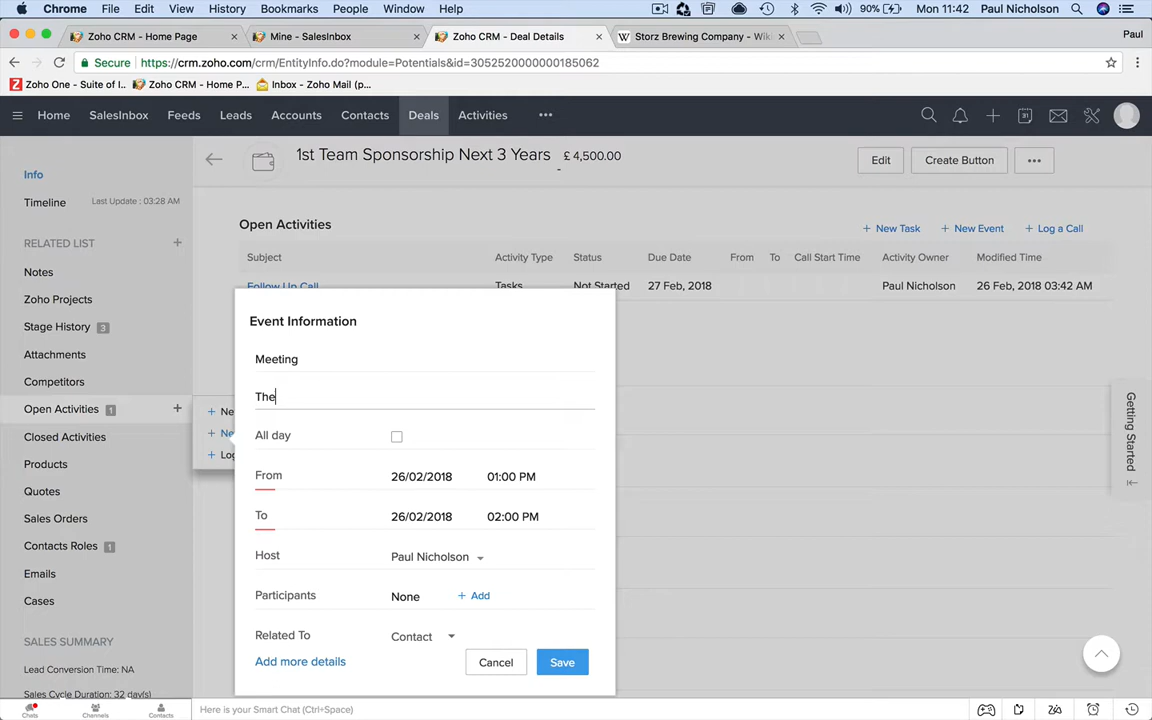 Chrome File Edit View History Bookmarks People Window Help 90% Mon 11:42 Paul Nicholson
Zoho CRM - Home Page Mine - SalesInbox Zoho CRM - Deal Details Storz Brewing Company - Wiki Paul
Secure https://crm.zoho.com/crm/EntityInfo.do?module=Potentials&id=3052520000000185062
Zoho One - Suite of I.. Zoho CRM - Home P... Inbox - Zoho Mail (p...
Home SalesInbox Feeds Leads Accounts Contacts Deals Activities
1st Team Sponsorship Next 3 Years £ 4,500.00
-
Edit Create Button
Info
Timeline Last Update : 03:28 AM
RELATED LIST
Notes
Zoho Projects
Stage History 3
Attachments
Competitors
Open Activities 1
Closed Activities
Products
Quotes
Sales Orders
Contacts Roles 1
Emails
Cases
SALES SUMMARY
Lead Conversion Time: NA
Sales Cycle Duration: 32 day(s)
Open Activities
+ New Task + New Event + Log a Call
Subject Activity Type Status Due Date From To Call Start Time Activity Owner Modified Time
Follow Up Call Tasks Not Started 27 Feb, 2018 Paul Nicholson 26 Feb, 2018 03:42 AM
+ Ne
+ Ne
+ Log
Event Information
Meeting
The
All day
From 26/02/2018 01:00 PM
To 26/02/2018 02:00 PM
Host Paul Nicholson
Participants None + Add
Related To Contact
Add more details Cancel Save
Getting Started
Chats Channels Contacts Here is your Smart Chat (Ctrl+Space)